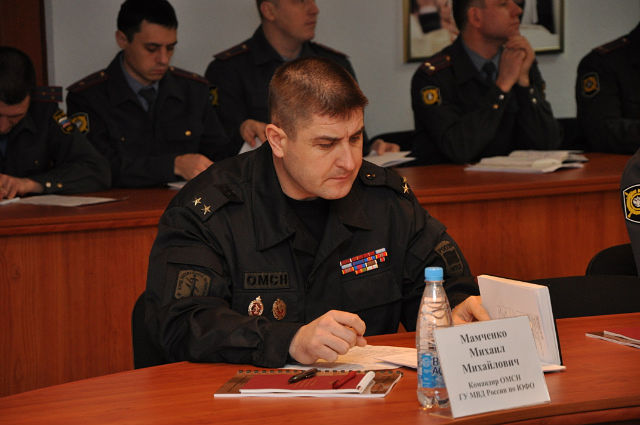 ОМСН
Мамченко
Михаил
Михайлович
Командир ОМСН
ГУ МВД России по ЮФО